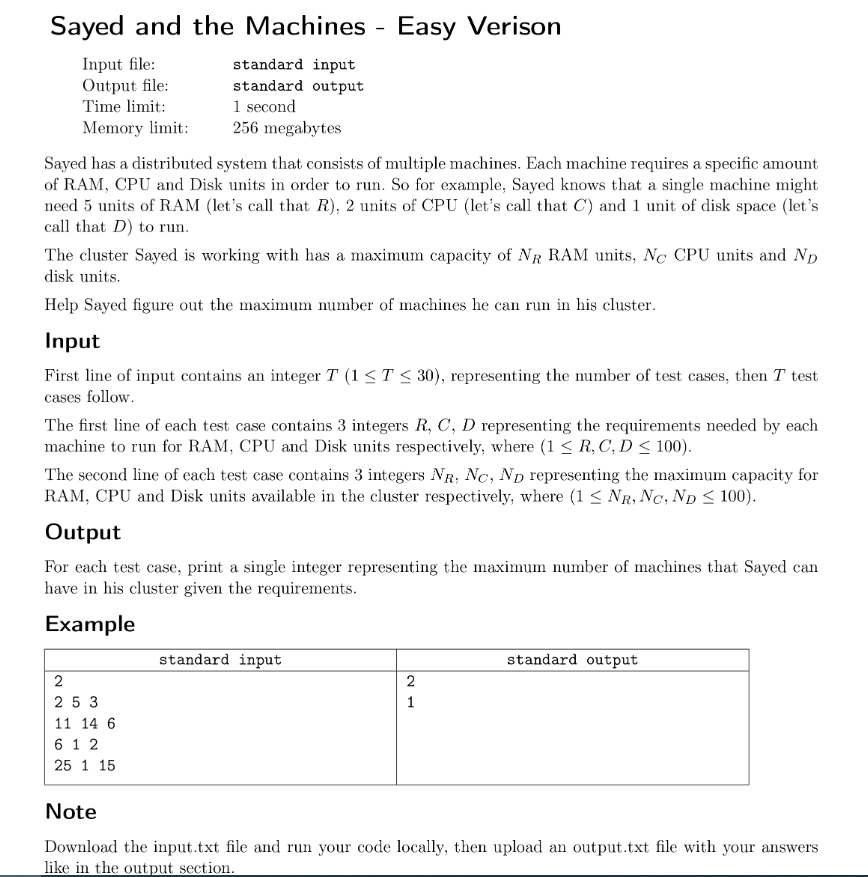 Sayed and the Machines - Easy Verison
Input file: standard input
Output file: standard output
Time limit: 1 second
Memory limit: 256 megabytes
Sayed has a distributed system that consists of multiple machines. Each machine requires a specific amount
of RAM, CPU and Disk units in order to run. So for example, Sayed knows that a single machine might
need 5 units of RAM (let's call that R), 2 units of CPU (let's call that C) and 1 unit of disk space (let's
call that D) to run.
The cluster Sayed is working with has a maximum capacity of N_R RAM units, N_C CPU units and N_D
disk units.
Help Sayed figure out the maximum number of machines he can run in his cluster.
Input
First line of input contains an integer T (1 ≤ T ≤ 30), representing the number of test cases, then T test
cases follow.
The first line of each test case contains 3 integers R, C, D representing the requirements needed by each
machine to run for RAM, CPU and Disk units respectively, where (1 ≤ R, C, D ≤ 100).
The second line of each test case contains 3 integers N_R, N_C, N_D representing the maximum capacity for
RAM, CPU and Disk units available in the cluster respectively, where (1 ≤ N_R, N_C, N_D ≤ 100).
Output
For each test case, print a single integer representing the maximum number of machines that Sayed can
have in his cluster given the requirements.
Example
standard input standard output
2 2
2 5 3 1
11 14 6
6 1 2
25 1 15
Note
Download the input.txt file and run your code locally, then upload an output.txt file with your answers
like in the output section.